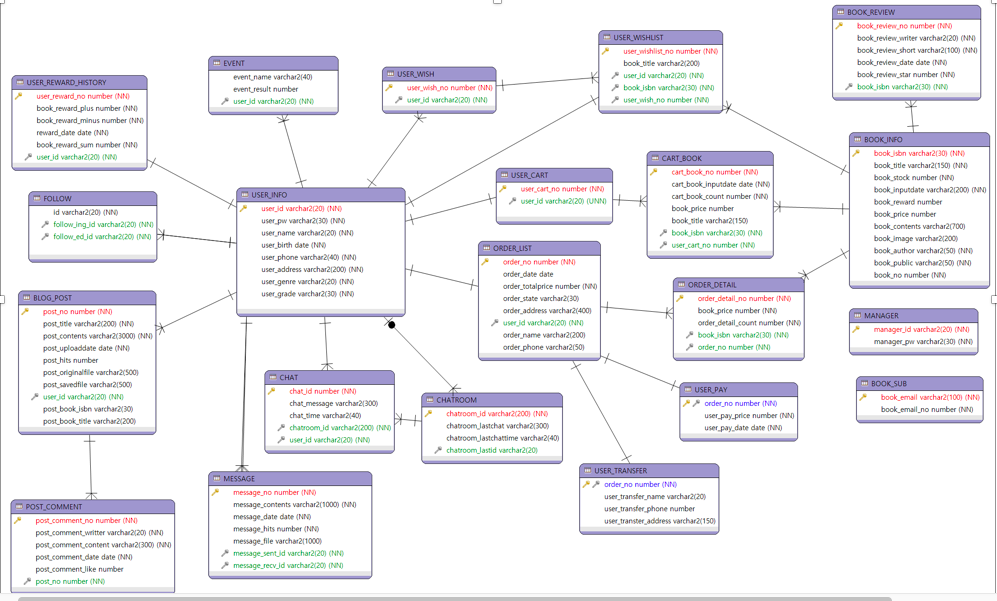 USER_REWARD_HISTORY
user_reward_no number (NN)
book_reward_plus number (NN)
book_reward_minus number (NN)
reward_date date (NN)
book_reward_sum number (NN)
user_id varchar2(20) (NN)
EVENT
event_name varchar2(40)
event_result number
user_id varchar2(20) (NN)
USER_WISH
user_wish_no number (NN)
user_id varchar2(20) (NN)
USER_WISHLIST
user_wishlist_no number (NN)
book_title varchar2(200)
user_id varchar2(20) (NN)
book_isbn varchar2(30) (NN)
user_wish_no number (NN)
BOOK_REVIEW
book_review_no number (NN)
book_review_writer varchar2(20) (NN)
book_review_short varchar2(100) (NN)
book_review_date date (NN)
book_review_star number (NN)
book_isbn varchar2(30) (NN)
FOLLOW
id varchar2(20) (NN)
follow_ing_id varchar2(20) (NN)
follow_ed_id varchar2(20) (NN)
USER_INFO
user_id varchar2(20) (NN)
user_pw varchar2(30) (NN)
user_name varchar2(20) (NN)
user_birth date (NN)
user_phone varchar2(40) (NN)
user_address varchar2(200) (NN)
user_genre varchar2(20) (NN)
user_grade varchar2(30) (NN)
USER_CART
user_cart_no number (NN)
user_id varchar2(20) (UNN)
CART_BOOK
cart_book_no number (NN)
cart_book_inputdate date (NN)
cart_book_count number (NN)
book_price number
book_title varchar2(150)
book_isbn varchar2(30) (NN)
user_cart_no number (NN)
BOOK_INFO
book_isbn varchar2(30) (NN)
book_title varchar2(150) (NN)
book_stock number (NN)
book_inputdate varchar2(200) (NN)
book_reward number
book_price number
book_contents varchar2(700)
book_image varchar2(200)
book_author varchar2(50) (NN)
book_public varchar2(50) (NN)
book_no number (NN)
BLOG_POST
post_no number (NN)
post_title varchar2(200) (NN)
post_contents varchar2(3000) (NN)
post_uploaddate date (NN)
post_hits number
post_originalfile varchar2(500)
post_savedfile varchar2(500)
user_id varchar2(20) (NN)
post_book_isbn varchar2(30)
post_book_title varchar2(200)
ORDER_LIST
order_no number (NN)
order_date date
order_totalprice number (NN)
order_state varchar2(30)
order_address varchar2(400)
user_id varchar2(20) (NN)
order_name varchar2(200)
order_phone varchar2(50)
ORDER_DETAIL
order_detail_no number (NN)
book_price number (NN)
order_detail_count number (NN)
book_isbn varchar2(30) (NN)
order_no number (NN)
MANAGER
manager_id varchar2(20) (NN)
manager_pw varchar2(30) (NN)
CHAT
chat_id number (NN)
chat_message varchar2(300)
chat_time varchar2(40)
chatroom_id varchar2(200) (NN)
user_id varchar2(20) (NN)
CHATROOM
chatroom_id varchar2(200) (NN)
chatroom_lastchat varchar2(300)
chatroom_lastchattime varchar2(40)
chatroom_lastid varchar2(20)
USER_PAY
order_no number (NN)
user_pay_price number (NN)
user_pay_date date (NN)
BOOK_SUB
book_email varchar2(100) (NN)
book_email_no number (NN)
POST_COMMENT
post_comment_no number (NN)
post_comment_writter varchar2(20) (NN)
post_comment_content varchar2(300) (NN)
post_comment_date date (NN)
post_comment_like number
post_no number (NN)
MESSAGE
message_no number (NN)
message_contents varchar2(1000) (NN)
message_date date (NN)
message_hits number (NN)
message_file varchar2(1000)
message_sent_id varchar2(20) (NN)
message_recv_id varchar2(20) (NN)
USER_TRANSFER
order_no number (NN)
user_transfer_name varchar2(20)
user_transfer_phone number
user_transter_address varchar2(150)